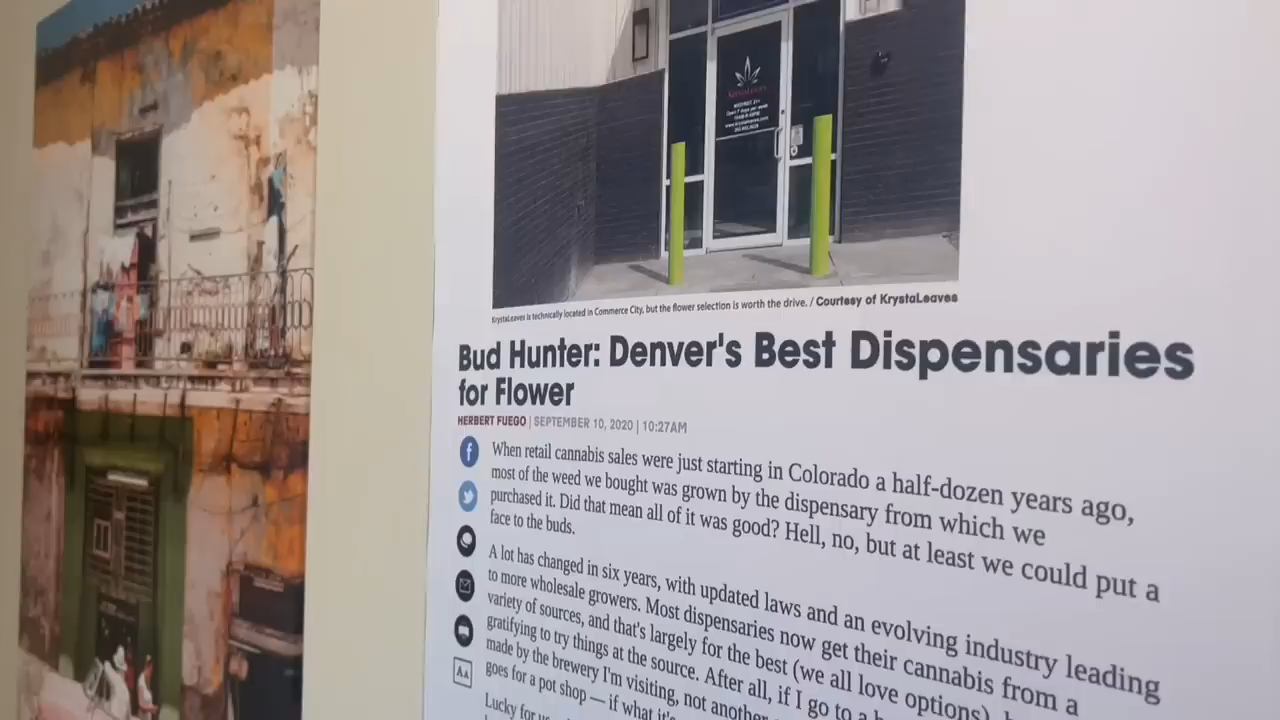 KrystaLeaves
KrystaLeaves is technically located in Commerce City, but the flower selection is worth the drive. / Courtesy of KrystaLeaves
Bud Hunter: Denver's Best Dispensaries
for Flower
HERBERT FUEGO | SEPTEMBER 10, 2020 | 10:27AM
When retail cannabis sales were just starting in Colorado a half-dozen years ago,
most of the weed we bought was grown by the dispensary from which we
purchased it. Did that mean all of it was good? Hell, no, but at least we could put a
face to the buds.
A lot has changed in six years, with updated laws and an evolving industry leading
to more wholesale growers. Most dispensaries now get their cannabis from a
variety of sources, and that's largely for the best (we all love options),
gratifying to try things at the source. After all, if I go to a
made by the brewery I'm visiting, not another
goes for a pot shop — if what it's
AA
Lucky for